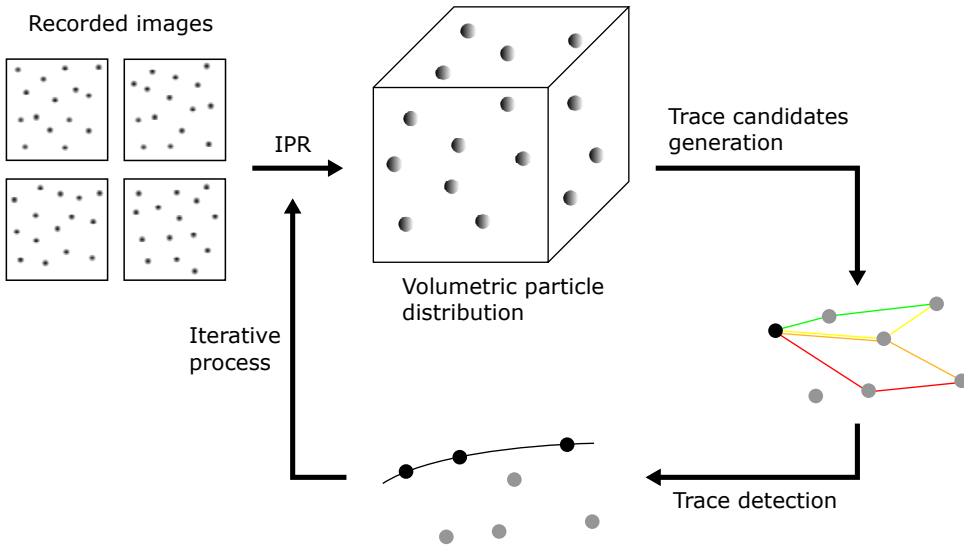 Recorded images
IPR
Trace candidates
generation
Volumetric particle
distribution
Iterative
process
Trace detection